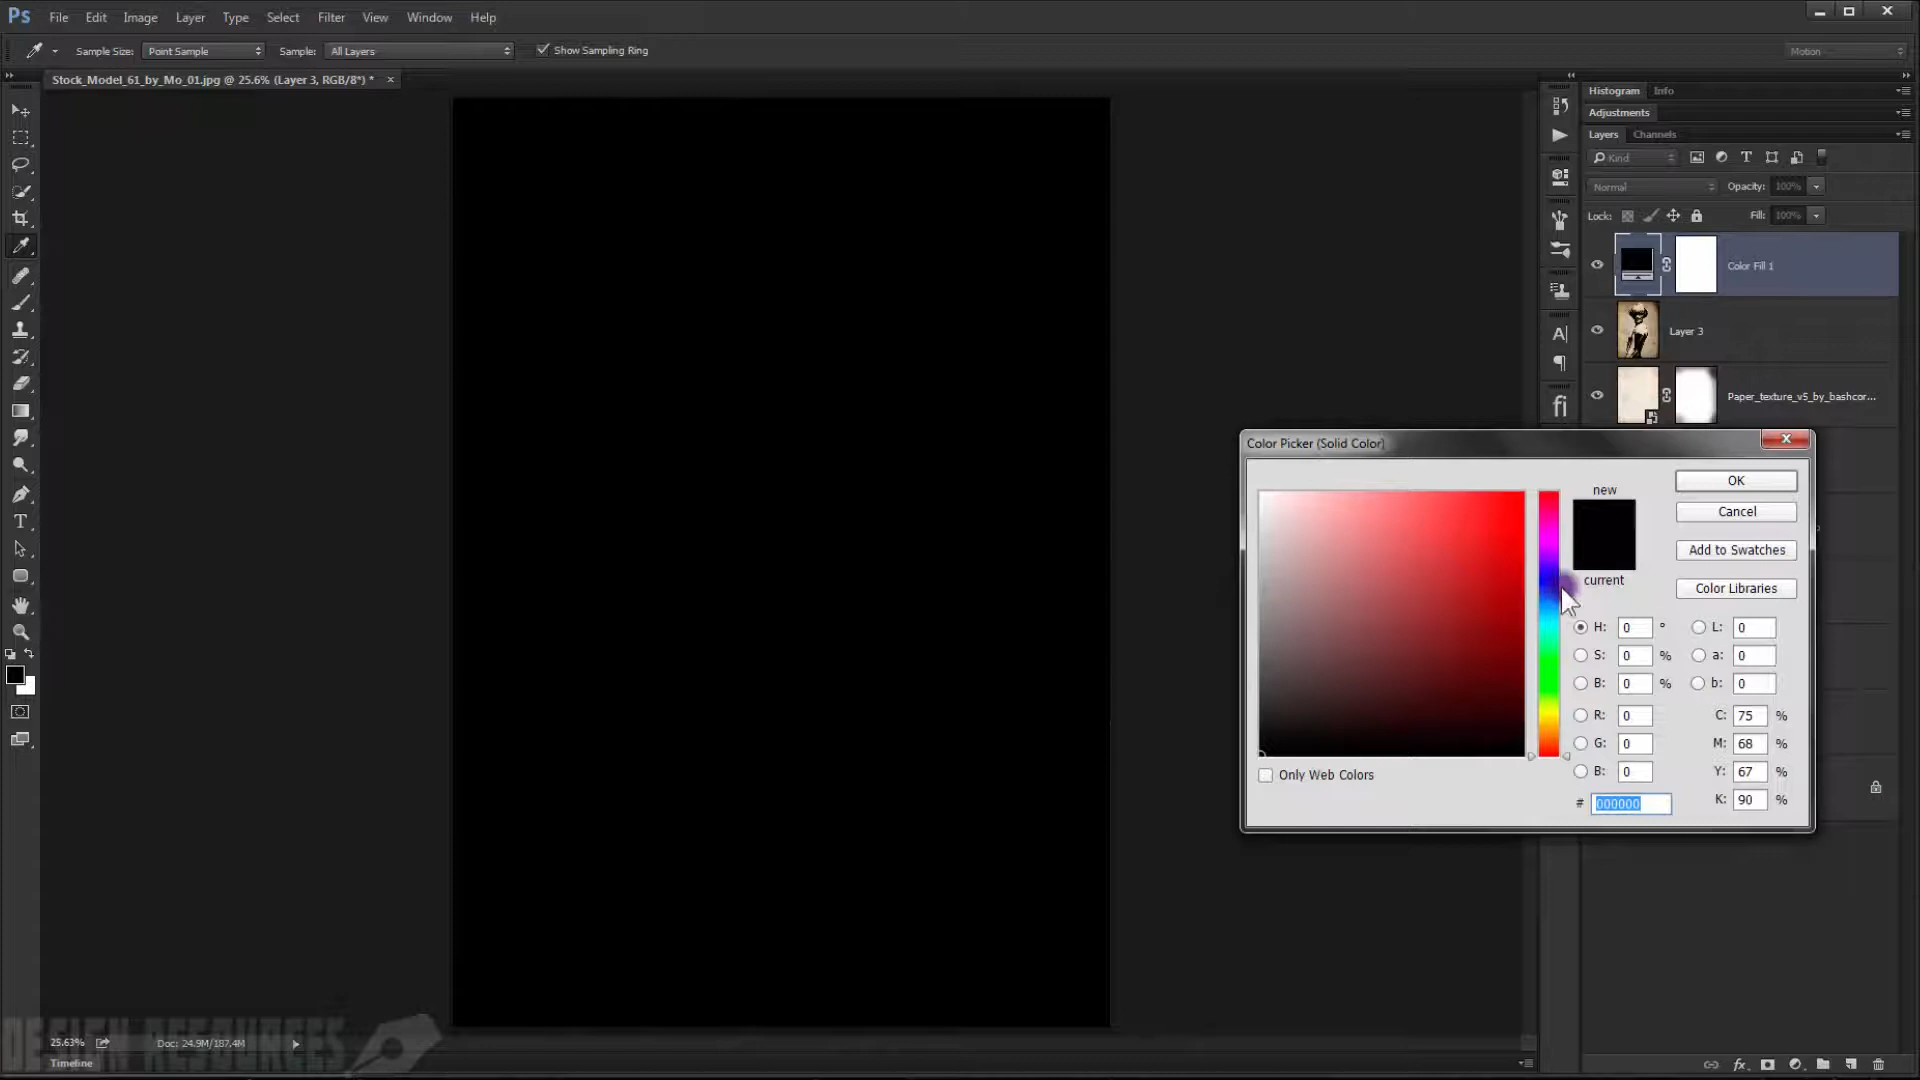 Ps File Edit Image Layer Type Select Filter View Window Help
Sample Size: Point Sample Sample: All Layers Show Sampling Ring Motion
Stock_Model_61_by_Mo_01.jpg @ 25.6% (Layer 3, RGB/8*) * ×
Histogram Info
Adjustments
Layers Channels
Kind
Normal Opacity: 100%
Lock: Fill: 100%
Color Fill 1
Layer 3
Paper_texture_v5_by_bashcor...
Color Picker (Solid Color)
new
current
OK
Cancel
Add to Swatches
Color Libraries
H: 0 ° L: 0
S: 0 % a: 0
B: 0 % b: 0
R: 0 C: 75 %
G: 0 M: 68 %
B: 0 Y: 67 %
# 000000 K: 90 %
Only Web Colors
DESIGN RESOURCES
25.63% Doc: 24.9M/187.4M
Timeline